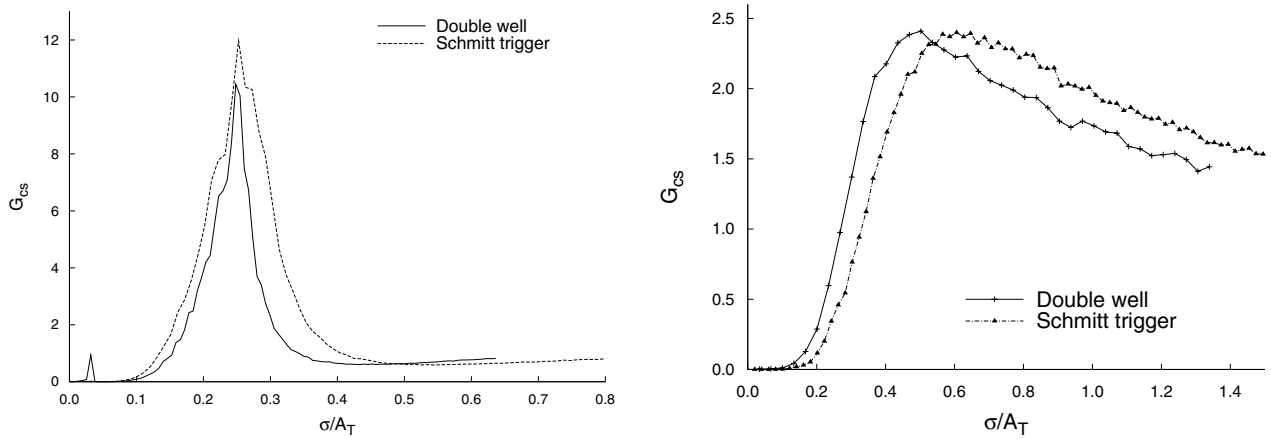 Double well
Schmitt trigger
12
10
8
6
4
2
0
G_cs
0.0 0.1 0.2 0.3 0.4 0.5 0.6 0.7 0.8
σ/A_T
2.5
2.0
1.5
1.0
0.5
0.0
G_cs
Double well
Schmitt trigger
0.0 0.2 0.4 0.6 0.8 1.0 1.2 1.4
σ/A_T